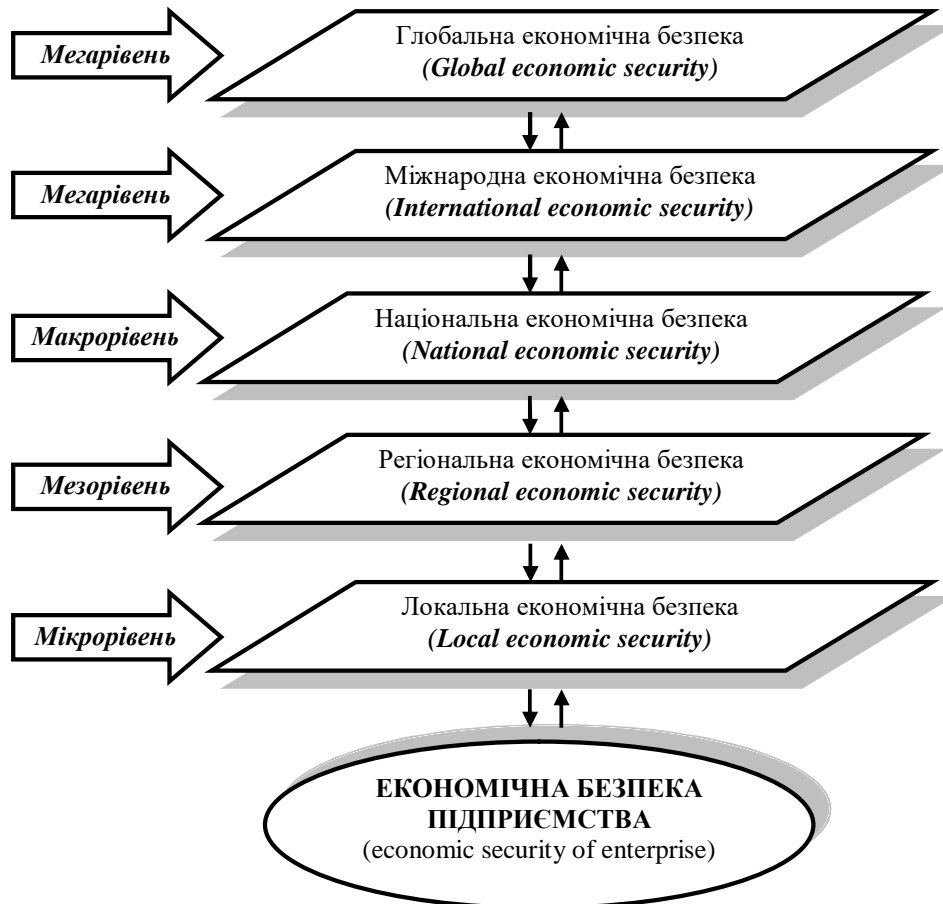 Мегарівень
Глобальна економічна безпека
(Global economic security)
Мегарівень
Міжнародна економічна безпека
(International economic security)
Макрорівень
Національна економічна безпека
(National economic security)
Мезорівень
Регіональна економічна безпека
(Regional economic security)
Мікрорівень
Локальна економічна безпека
(Local economic security)
ЕКОНОМІЧНА БЕЗПЕКА
ПІДПРИЄМСТВА
(economic security of enterprise)